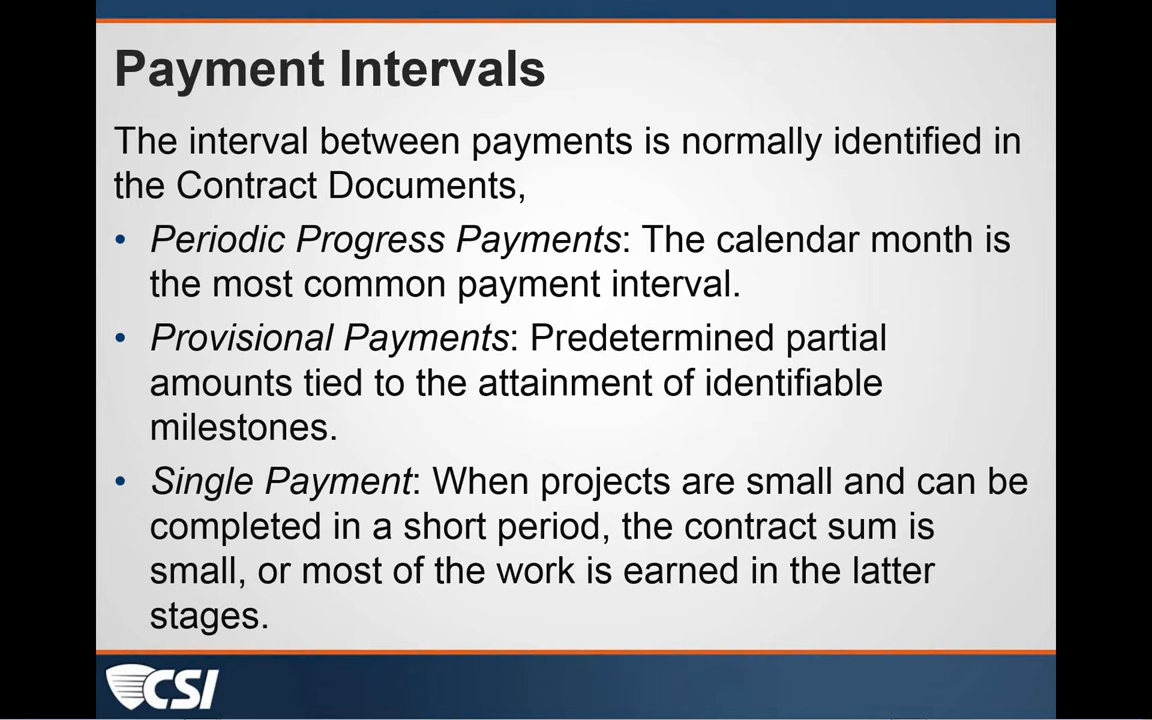 Payment Intervals
The interval between payments is normally identified in
the Contract Documents,
• Periodic Progress Payments: The calendar month is
the most common payment interval.
• Provisional Payments: Predetermined partial
amounts tied to the attainment of identifiable
milestones.
• Single Payment: When projects are small and can be
completed in a short period, the contract sum is
small, or most of the work is earned in the latter
stages.
CSI